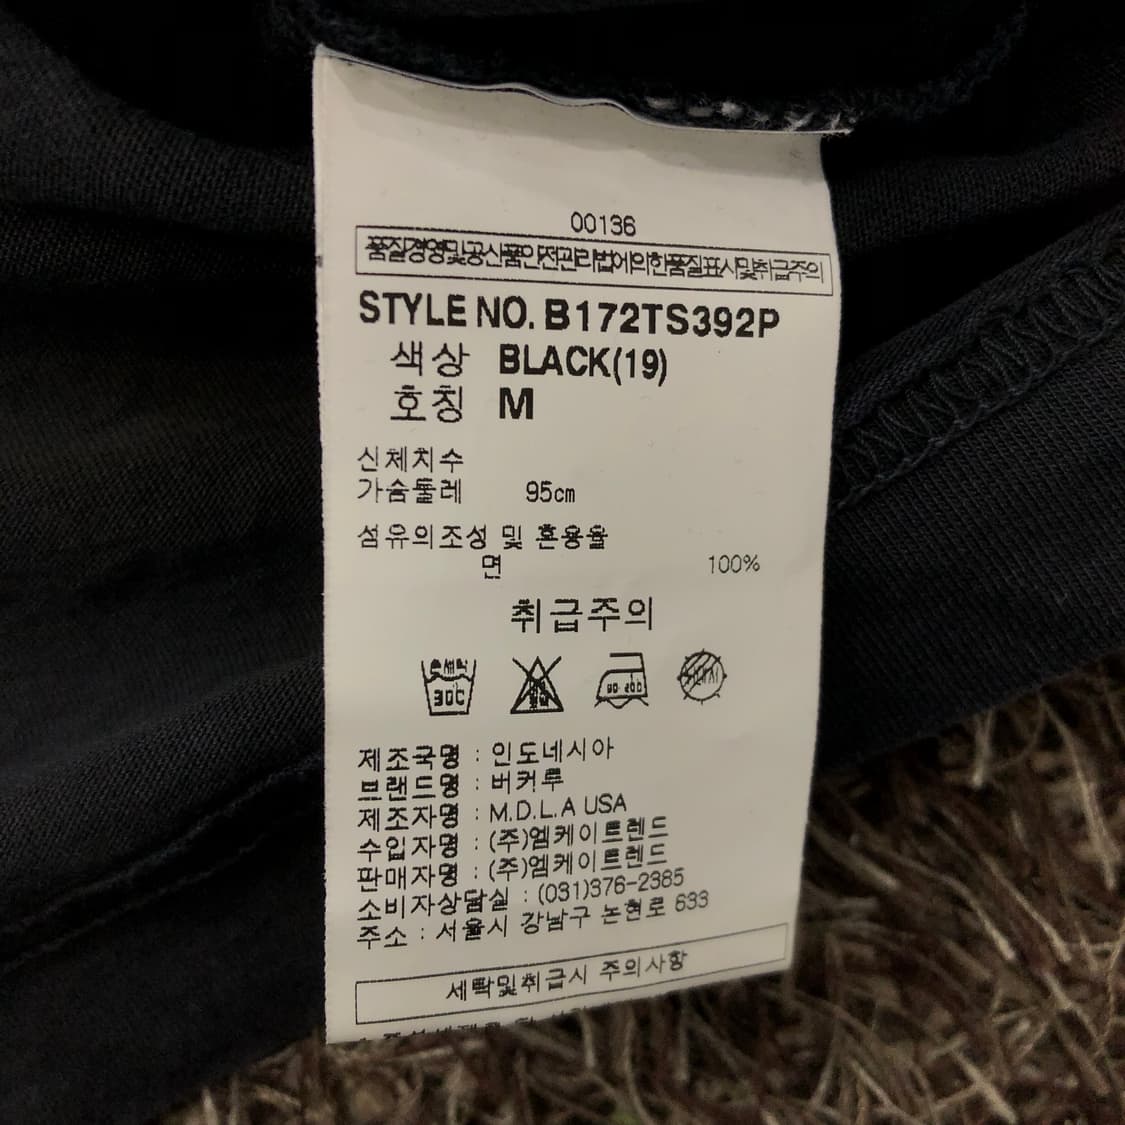 00136
품질경영및공산품안전관리법에의한품질표시및취급주의
STYLE NO. B172TS392P
색상 BLACK(19)
호칭 M
신체치수
가슴둘레 95cm
섬유의조성 및 혼용율
면 100%
취급주의
손세탁 30℃
80-200
제조국명 : 인도네시아
브랜드명 : 버커루
제조자명 : M.D.L.A USA
수입자명 : (주)엠케이트렌드
판매자명 : (주)엠케이트렌드
소비자상담실 : (031)376-2385
주소 : 서울시 강남구 논현로 633
세탁및취급시 주의사항